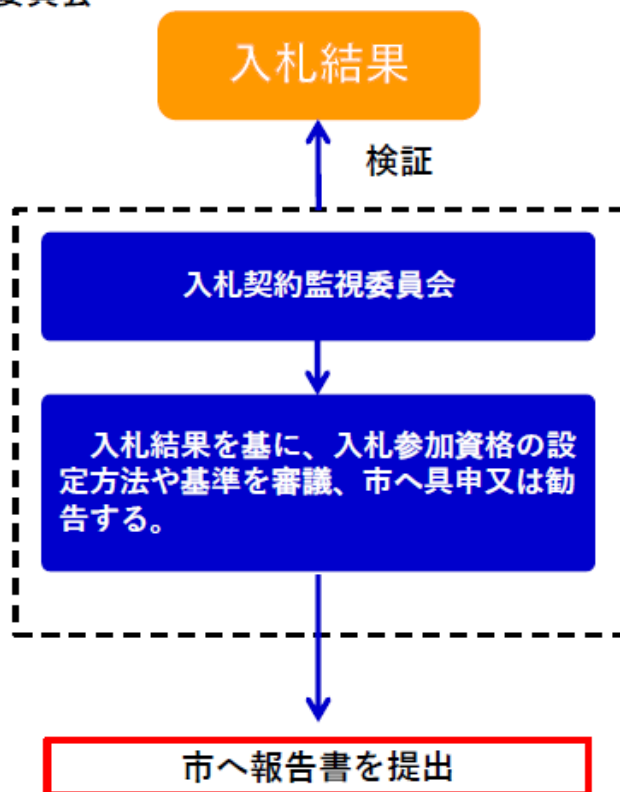 委員会
入札結果
検証
入札契約監視委員会
入札結果を基に、入札参加資格の設
定方法や基準を審議、市へ具申又は勧
告する。
市へ報告書を提出